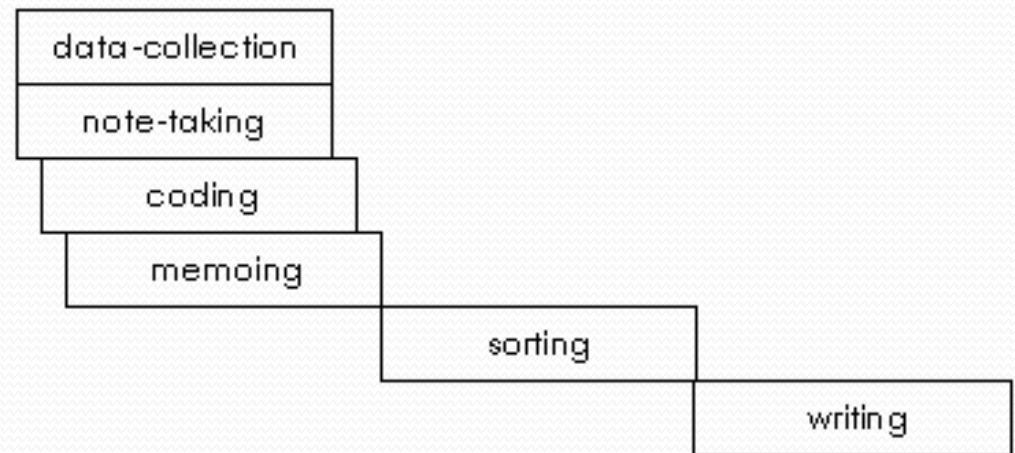 data-collection
note-taking
coding
memoing
sorting
writing